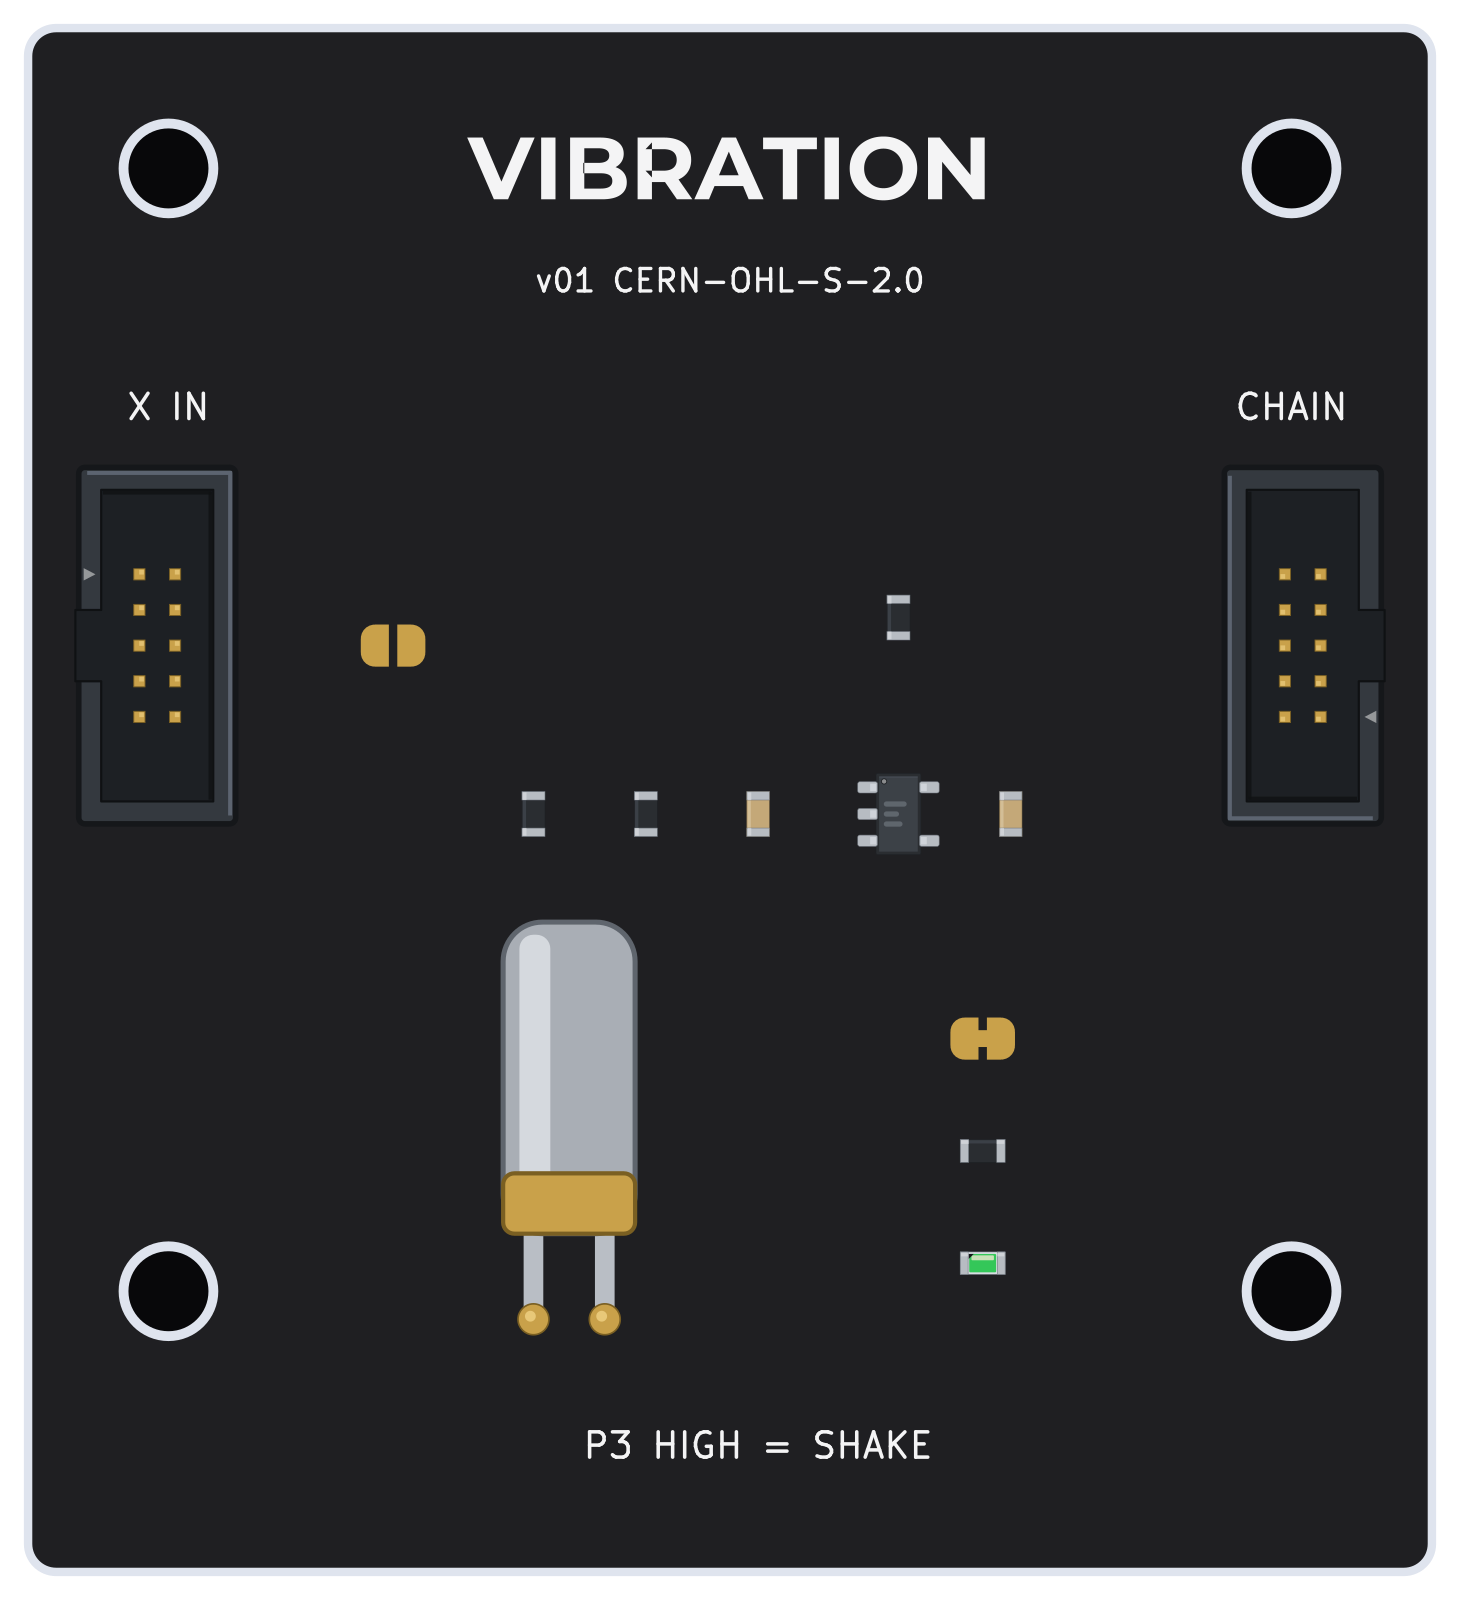 VIBRATION
v01 CERN-OHL-S-2.0
X IN
CHAIN
P3 HIGH = SHAKE